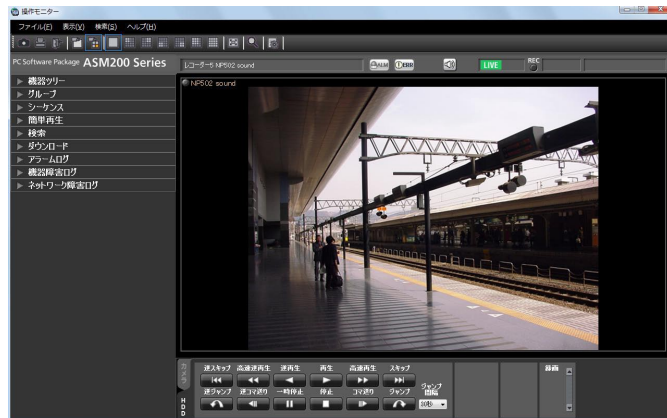 操作モニター
ファイル(F) 表示(V) 検索(S) ヘルプ(H)
PC Software Package ASM200 Series
レコーダー5 NP502 sound
ALM
ERR
LIVE
REC
機器ツリー
グループ
シーケンス
簡単再生
検索
ダウンロード
アラームログ
機器障害ログ
ネットワーク障害ログ
NP502 sound
カメラ
HDD
逆スキップ 高速逆再生 逆再生 再生 高速再生 スキップ
逆ジャンプ 逆コマ送り 一時停止 停止 コマ送り ジャンプ
ジャンプ間隔
30秒
録画